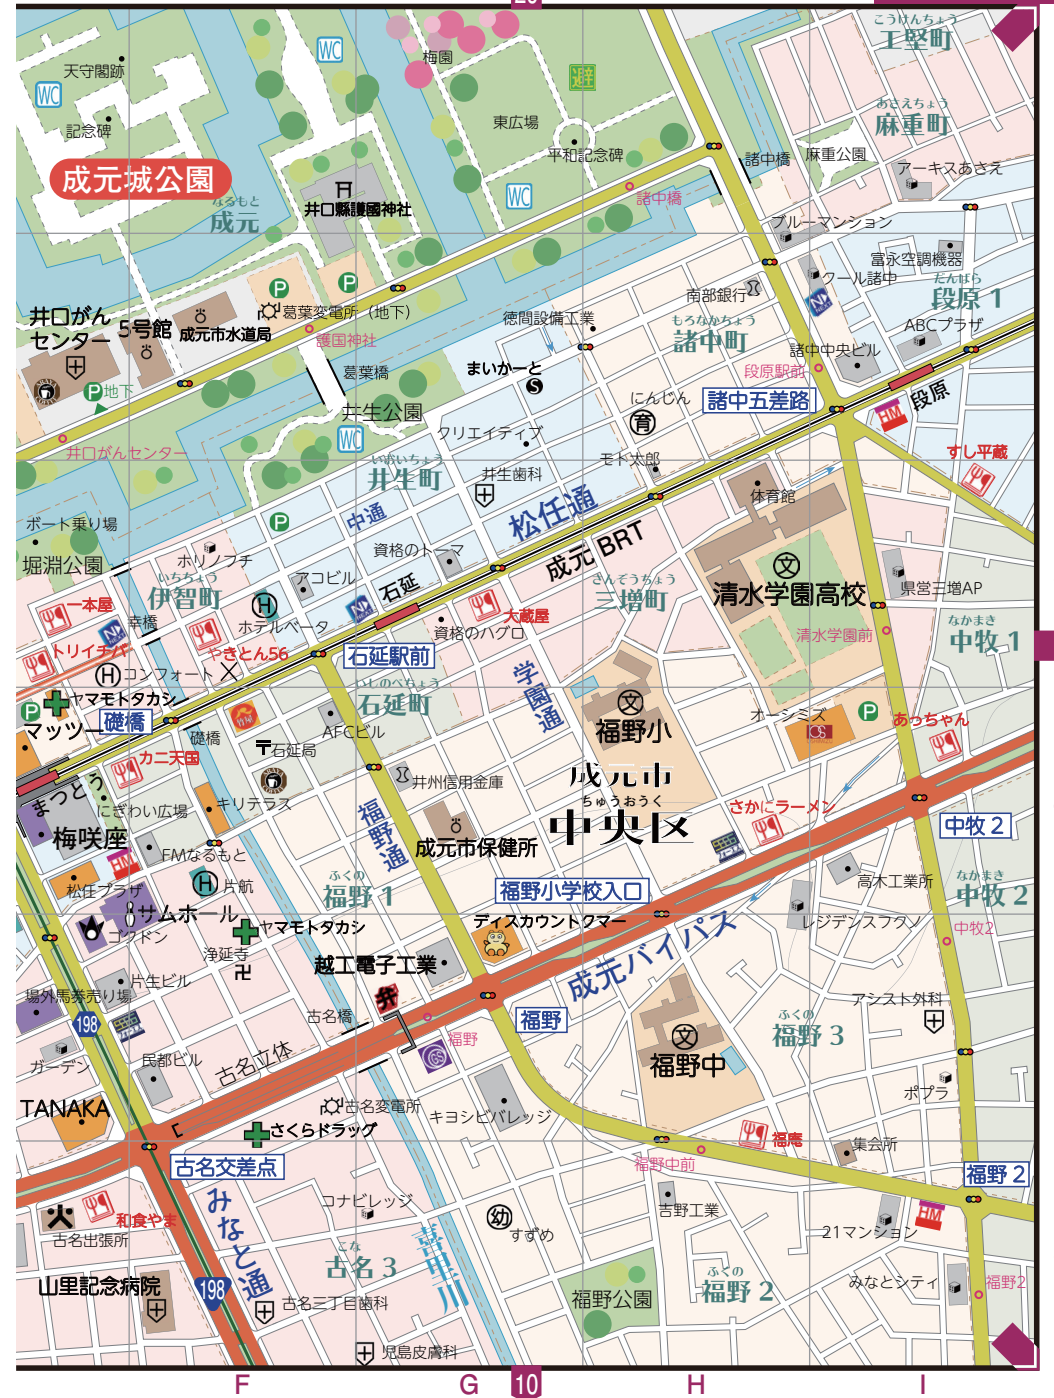 こうけんちょう
工堅町
WC
天守閣跡
WC
梅園
避
あさえちょう
麻重町
記念碑
東広場
平和記念碑
諸中橋
麻重公園
アーキスあさえ
成元城公園
なるもと
成元
井口縣護國神社
WC
諸中橋
ブルーマンション
富永空調機器
クール諸中
だんばら
段原 1
P
P
南部銀行
井口がん
センター
5号館
成元市水道局
葛葉変電所（地下）
護国神社
徳間設備工業
もろなかちょう
諸中町
ABCプラザ
諸中中央ビル
P地下
葛葉橋
まいかーと
S
段原駅前
段原
にんじん
育
諸中五差路
HM
井生公園
WC
クリエイティブ
井口がんセンター
いおいちょう
井生町
井生歯科
モト太郎
すし平蔵
体育館
ボート乗り場
P
中通
松任通
堀淵公園
ホリノフチ
資格のトーマ
成元 BRT
文
いちちょう
伊智町
アコビル
石延
さんぞうちょう
三増町
清水学園高校
県営三増AP
一本屋
H
ホテルベータ
大蔵屋
幸橋
資格のハグロ
清水学園前
なかまき
中牧 1
トリイチバ
やきとん56
石延駅前
H コンフォート
いしのべちょう
石延町
学園通
ヤマモトタカシ
P
マッツー
礎橋
文
福野小
オーシミズ
P
あっちゃん
礎橋
AFCビル
石延局
カニ天国
まつとう
井州信用金庫
成元市
ちゅうおうく
中央区
にぎわい広場
キリテラス
福野通
さかにラーメン
梅咲座
成元市保健所
中牧 2
FMなるもと
HM
松任プラザ
H 片航
ふくの
福野 1
福野小学校入口
高木工業所
なかまき
中牧 2
サムホール
ヤマモトタカシ
ディスカウントクマー
レジデンスフクノ
ゴクドン
中牧2
浄延寺
越工電子工業
成元バイパス
片生ビル
場外馬券売り場
弁
アシスト外科
198
古名橋
福野
福野
ふくの
福野 3
文
福野中
ガーデン
民都ビル
古名立体
GS
ポプラ
TANAKA
古名変電所
キヨシビバレッジ
さくらドラッグ
福庵
集会所
古名交差点
福野中前
福野 2
みなと通
和食やま
コナビレッジ
吉野工業
HM
古名出張所
幼
すずめ
21マンション
こな
古名 3
喜里川
山里記念病院
198
古名三丁目歯科
ふくの
福野 2
みなとシティ
福野2
福野公園
児島皮膚科
F
G
10
H
I